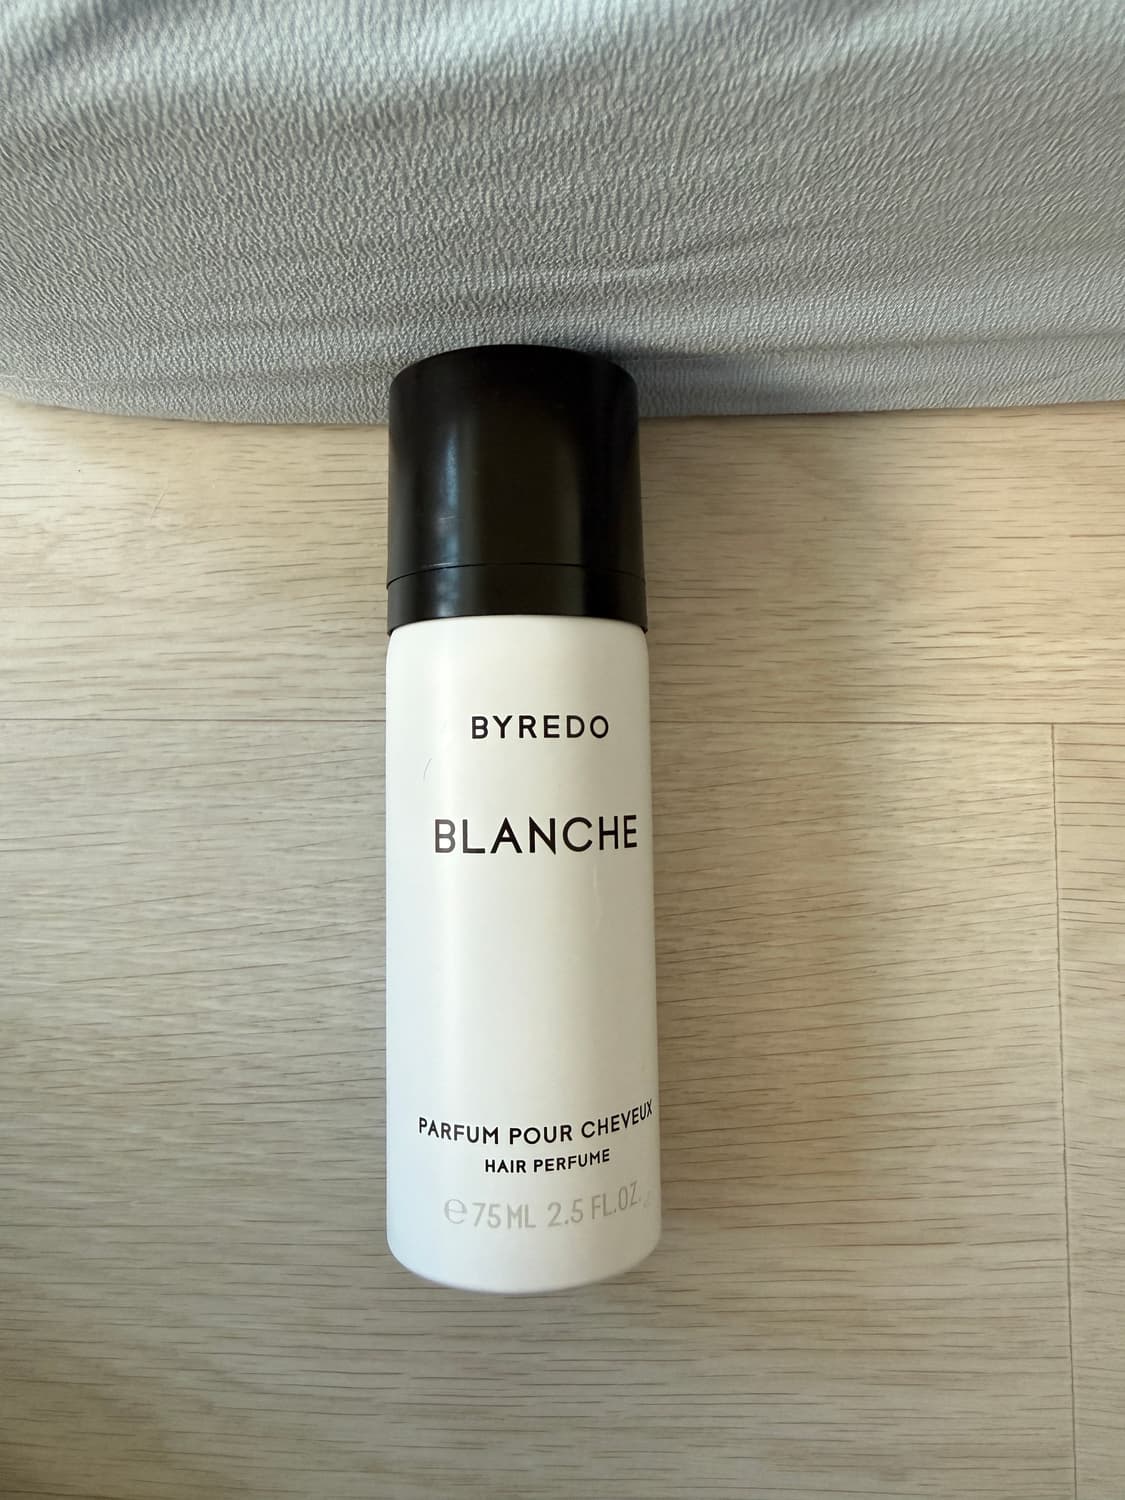 BYREDO
BLANCHE
PARFUM POUR CHEVEUX
HAIR PERFUME
℮75ML 2.5 FL.OZ.